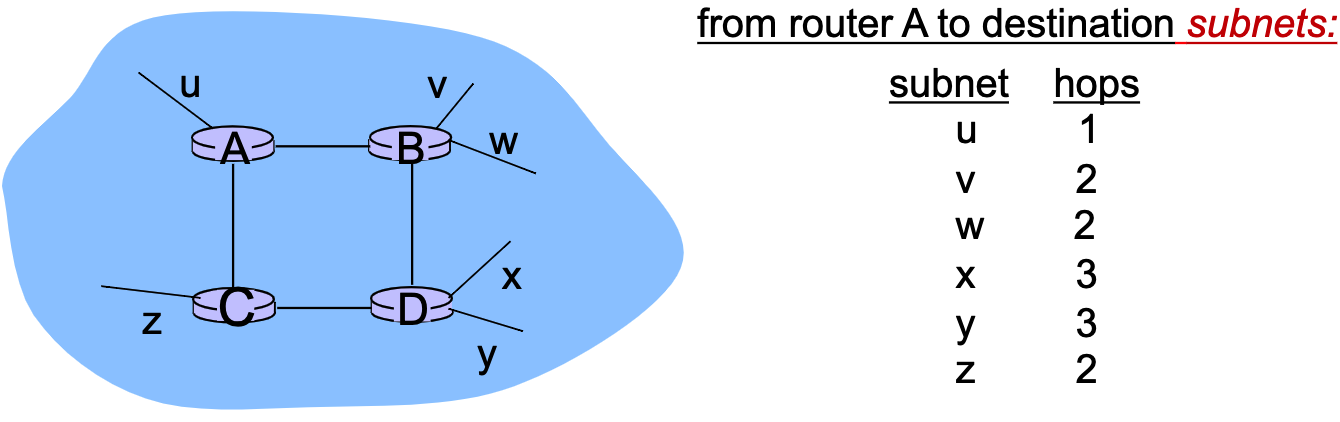 from router A to destination subnets:
subnet hops
u 1
v 2
w 2
x 3
y 3
z 2
u
v
A
B
w
x
z
C
D
y